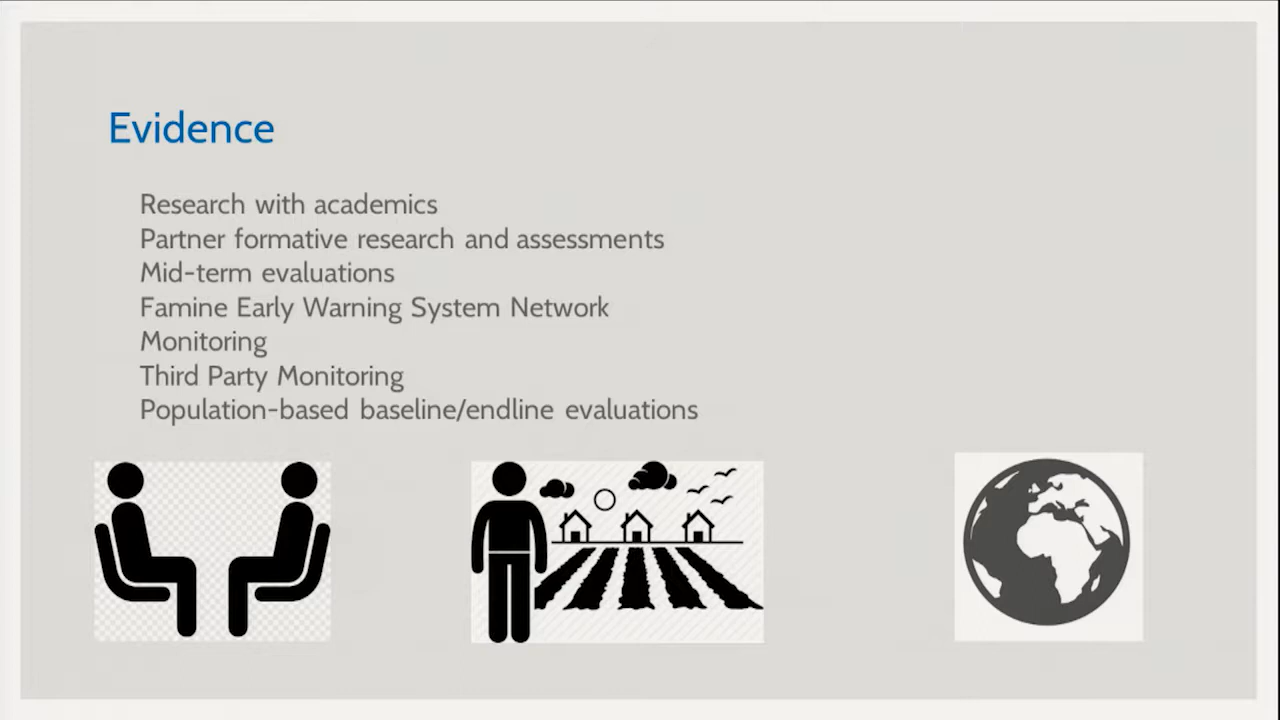 Evidence
Research with academics
Partner formative research and assessments
Mid-term evaluations
Famine Early Warning System Network
Monitoring
Third Party Monitoring
Population-based baseline/endline evaluations